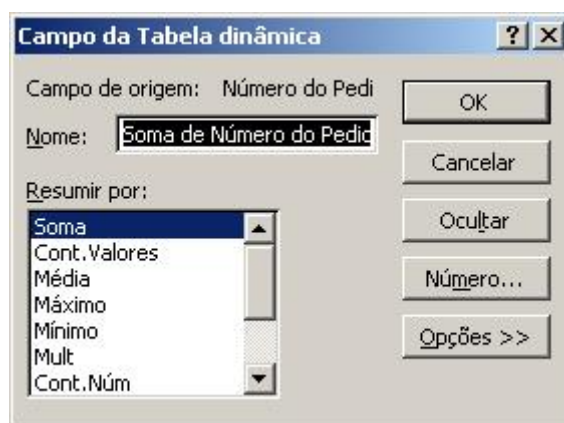 Campo da Tabela dinâmica
Campo de origem: Número do Pedi
Nome: Soma de Número do Pedic
Resumir por:
Soma
Cont.Valores
Média
Máximo
Mínimo
Mult
Cont.Núm
OK
Cancelar
Ocultar
Número...
Opções >>